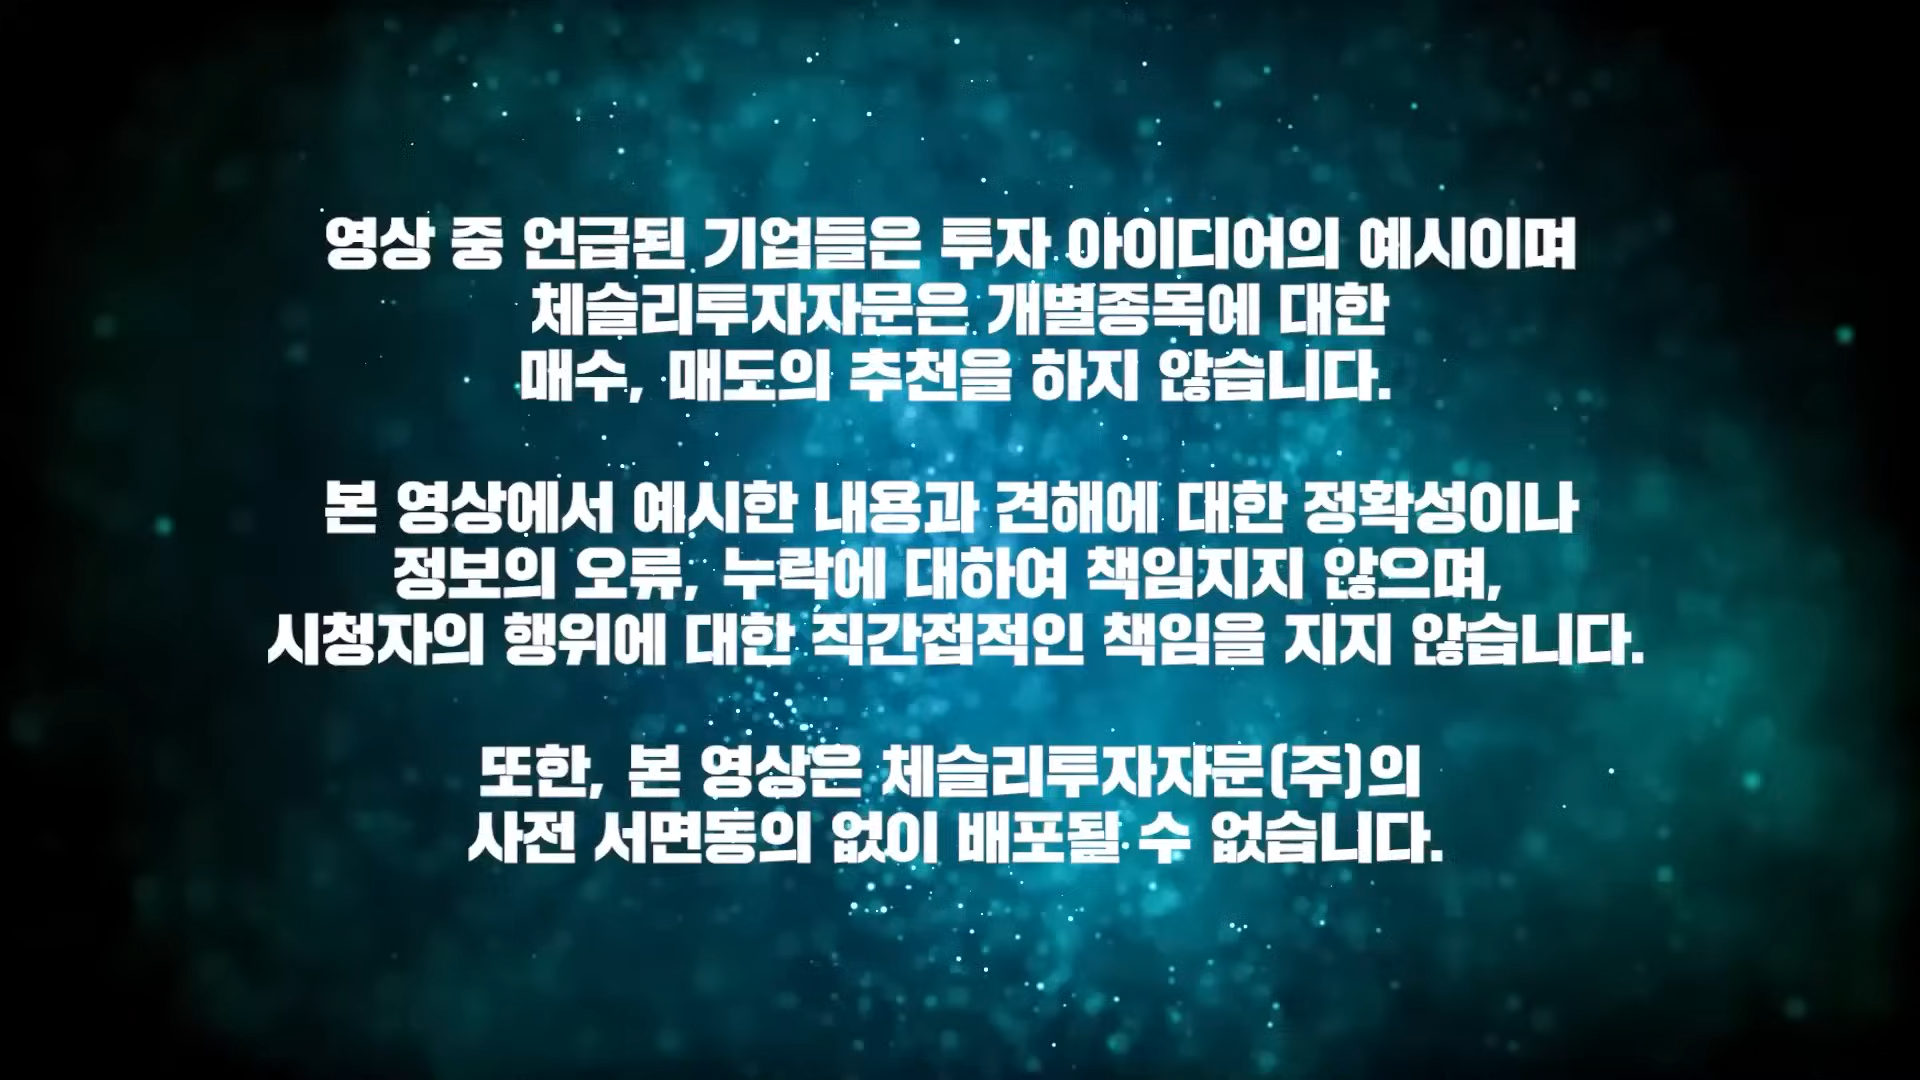 영상 중 언급된 기업들은 투자 아이디어의 예시이며
체슬리투자자문은 개별종목에 대한
매수, 매도의 추천을 하지 않습니다.
본 영상에서 예시한 내용과 견해에 대한 정확성이나
정보의 오류, 누락에 대하여 책임지지 않으며,
시청자의 행위에 대한 직간접적인 책임을 지지 않습니다.
또한, 본 영상은 체슬리투자자문(주)의
사전 서면동의 없이 배포될 수 없습니다.